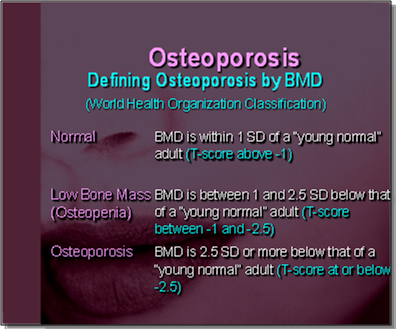 Osteoporosis
Defining Osteoporosis by BMD
(World Health Organization Classification)
Normal BMD is within 1 SD of a "young normal"
adult (T-score above -1)
Low Bone Mass BMD is between 1 and 2.5 SD below that
(Osteopenia) of a "young normal" adult (T-score
between -1 and -2.5)
Osteoporosis BMD is 2.5 SD or more below that of a
"young normal" adult (T-score at or below
-2.5)